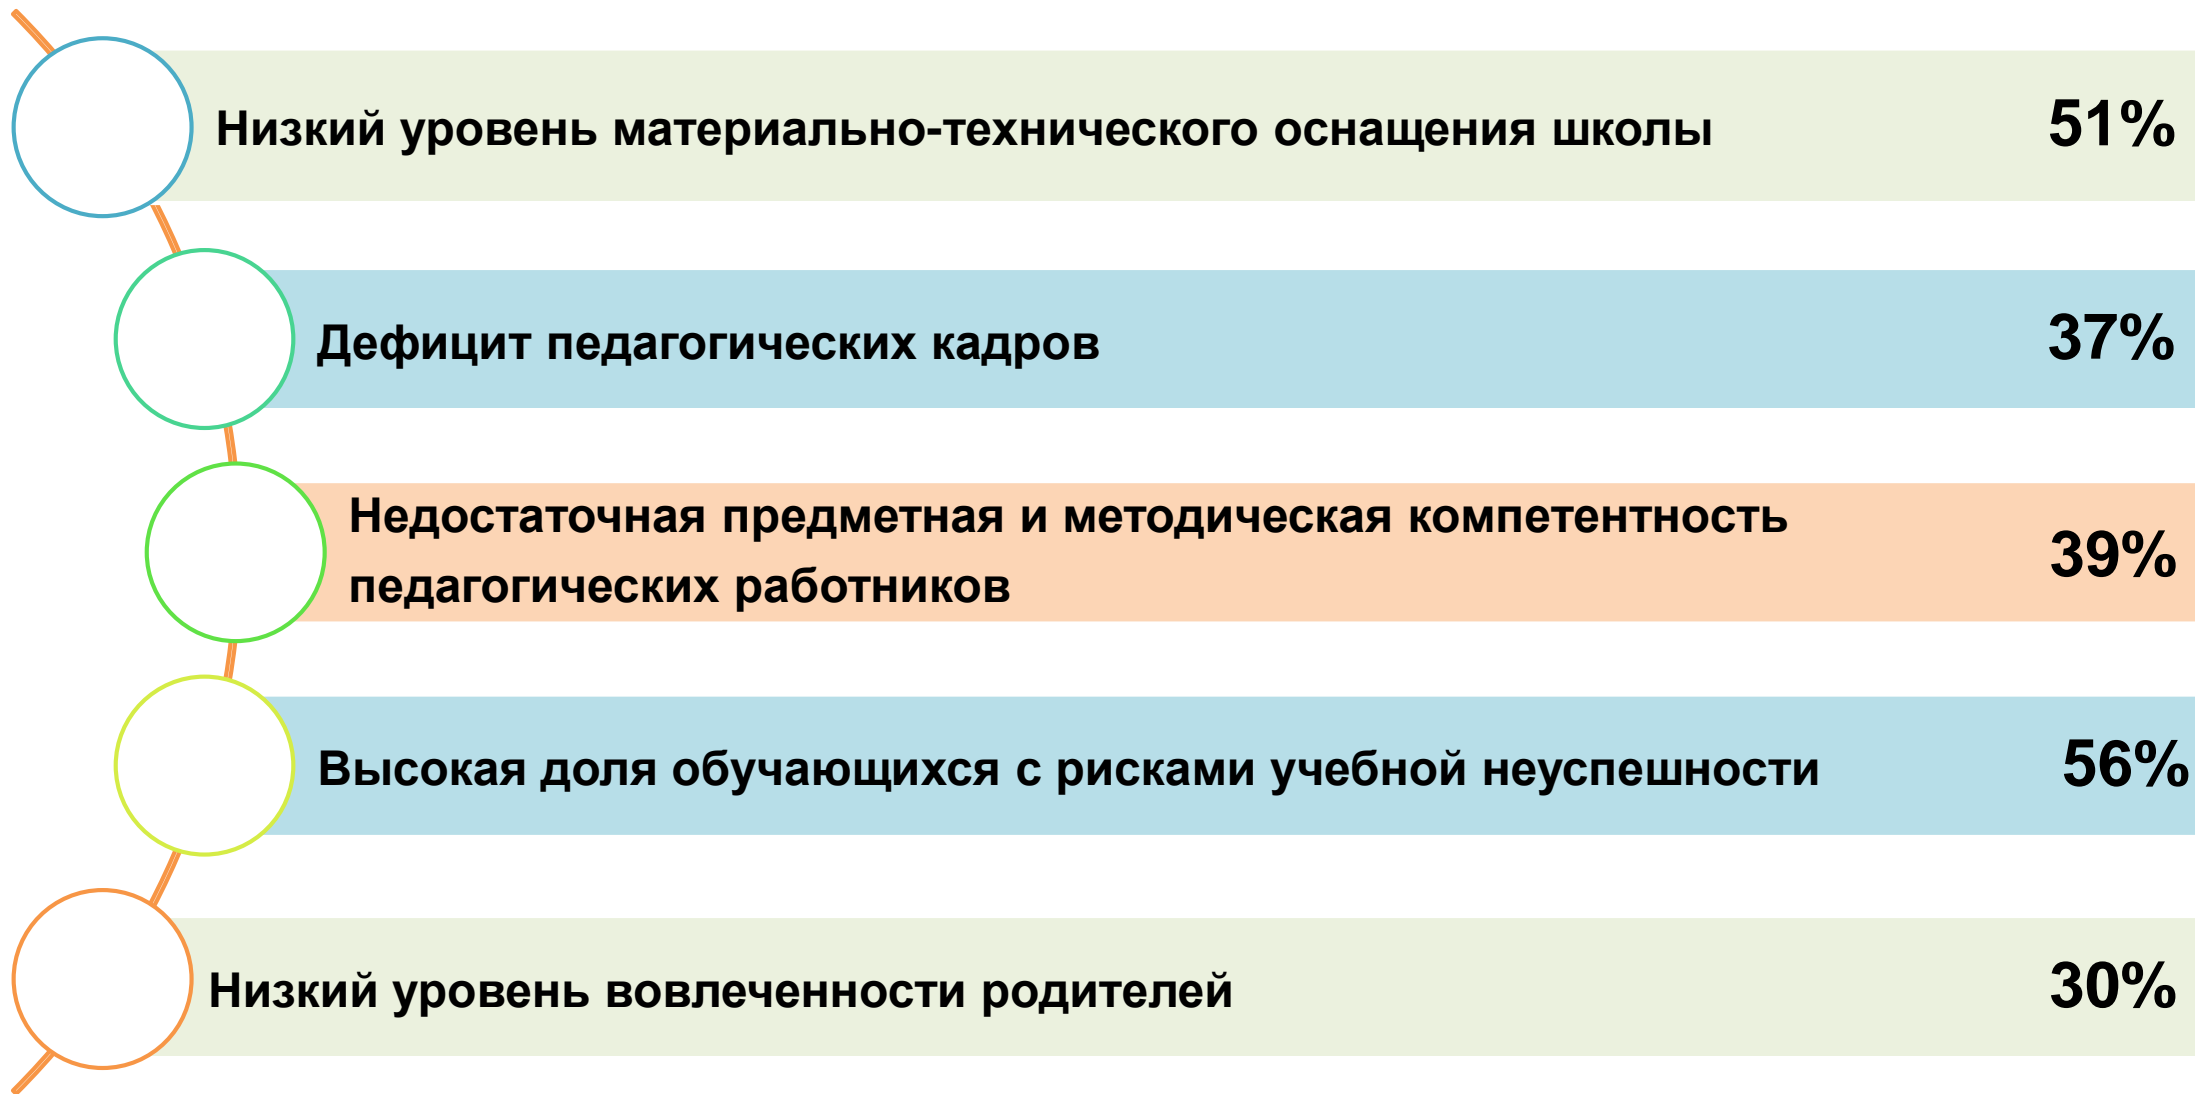 Низкий уровень материально-технического оснащения школы 51%
Дефицит педагогических кадров 37%
Недостаточная предметная и методическая компетентность
педагогических работников 39%
Высокая доля обучающихся с рисками учебной неуспешности 56%
Низкий уровень вовлеченности родителей 30%